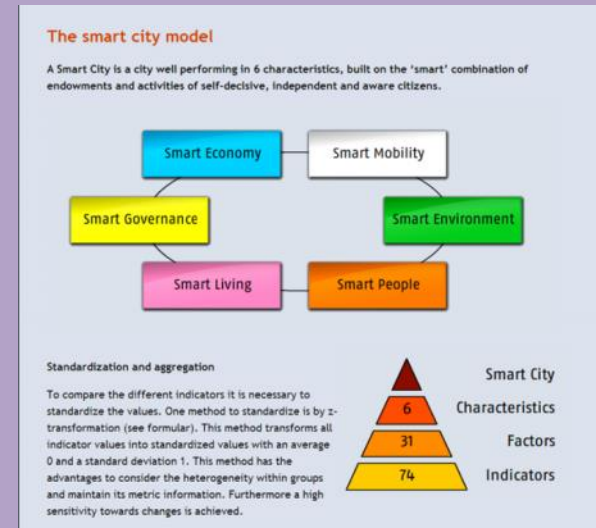 The smart city model
A Smart City is a city well performing in 6 characteristics, built on the ‘smart’ combination of
endowments and activities of self-decisive, independent and aware citizens.
Smart Economy
Smart Mobility
Smart Governance
Smart Environment
Smart Living
Smart People
Standardization and aggregation
To compare the different indicators it is necessary to
standardize the values. One method to standardize is by z-
transformation (see formular). This method transforms all
indicator values into standardized values with an average
0 and a standard deviation 1. This method has the
advantages to consider the heterogeneity within groups
and maintain its metric information. Furthermore a high
sensitivity towards changes is achieved.
Smart City
6 Characteristics
31 Factors
74 Indicators